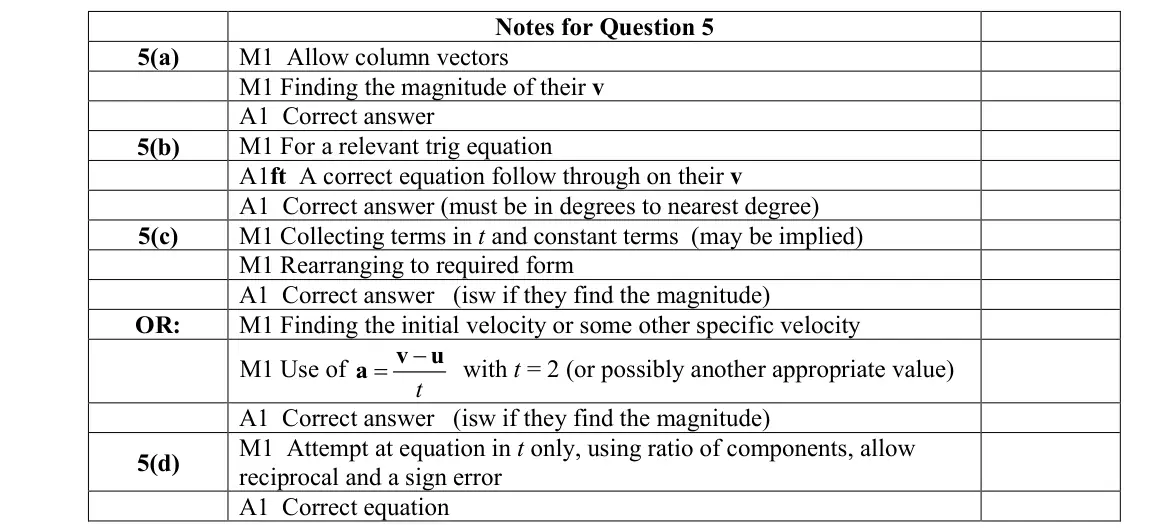 Notes for Question 5
5(a) M1 Allow column vectors
M1 Finding the magnitude of their v
A1 Correct answer
5(b) M1 For a relevant trig equation
A1ft A correct equation follow through on their v
A1 Correct answer (must be in degrees to nearest degree)
5(c) M1 Collecting terms in t and constant terms (may be implied)
M1 Rearranging to required form
A1 Correct answer (isw if they find the magnitude)
OR: M1 Finding the initial velocity or some other specific velocity
M1 Use of a = (v − u)/t with t = 2 (or possibly another appropriate value)
A1 Correct answer (isw if they find the magnitude)
5(d) M1 Attempt at equation in t only, using ratio of components, allow
reciprocal and a sign error
A1 Correct equation